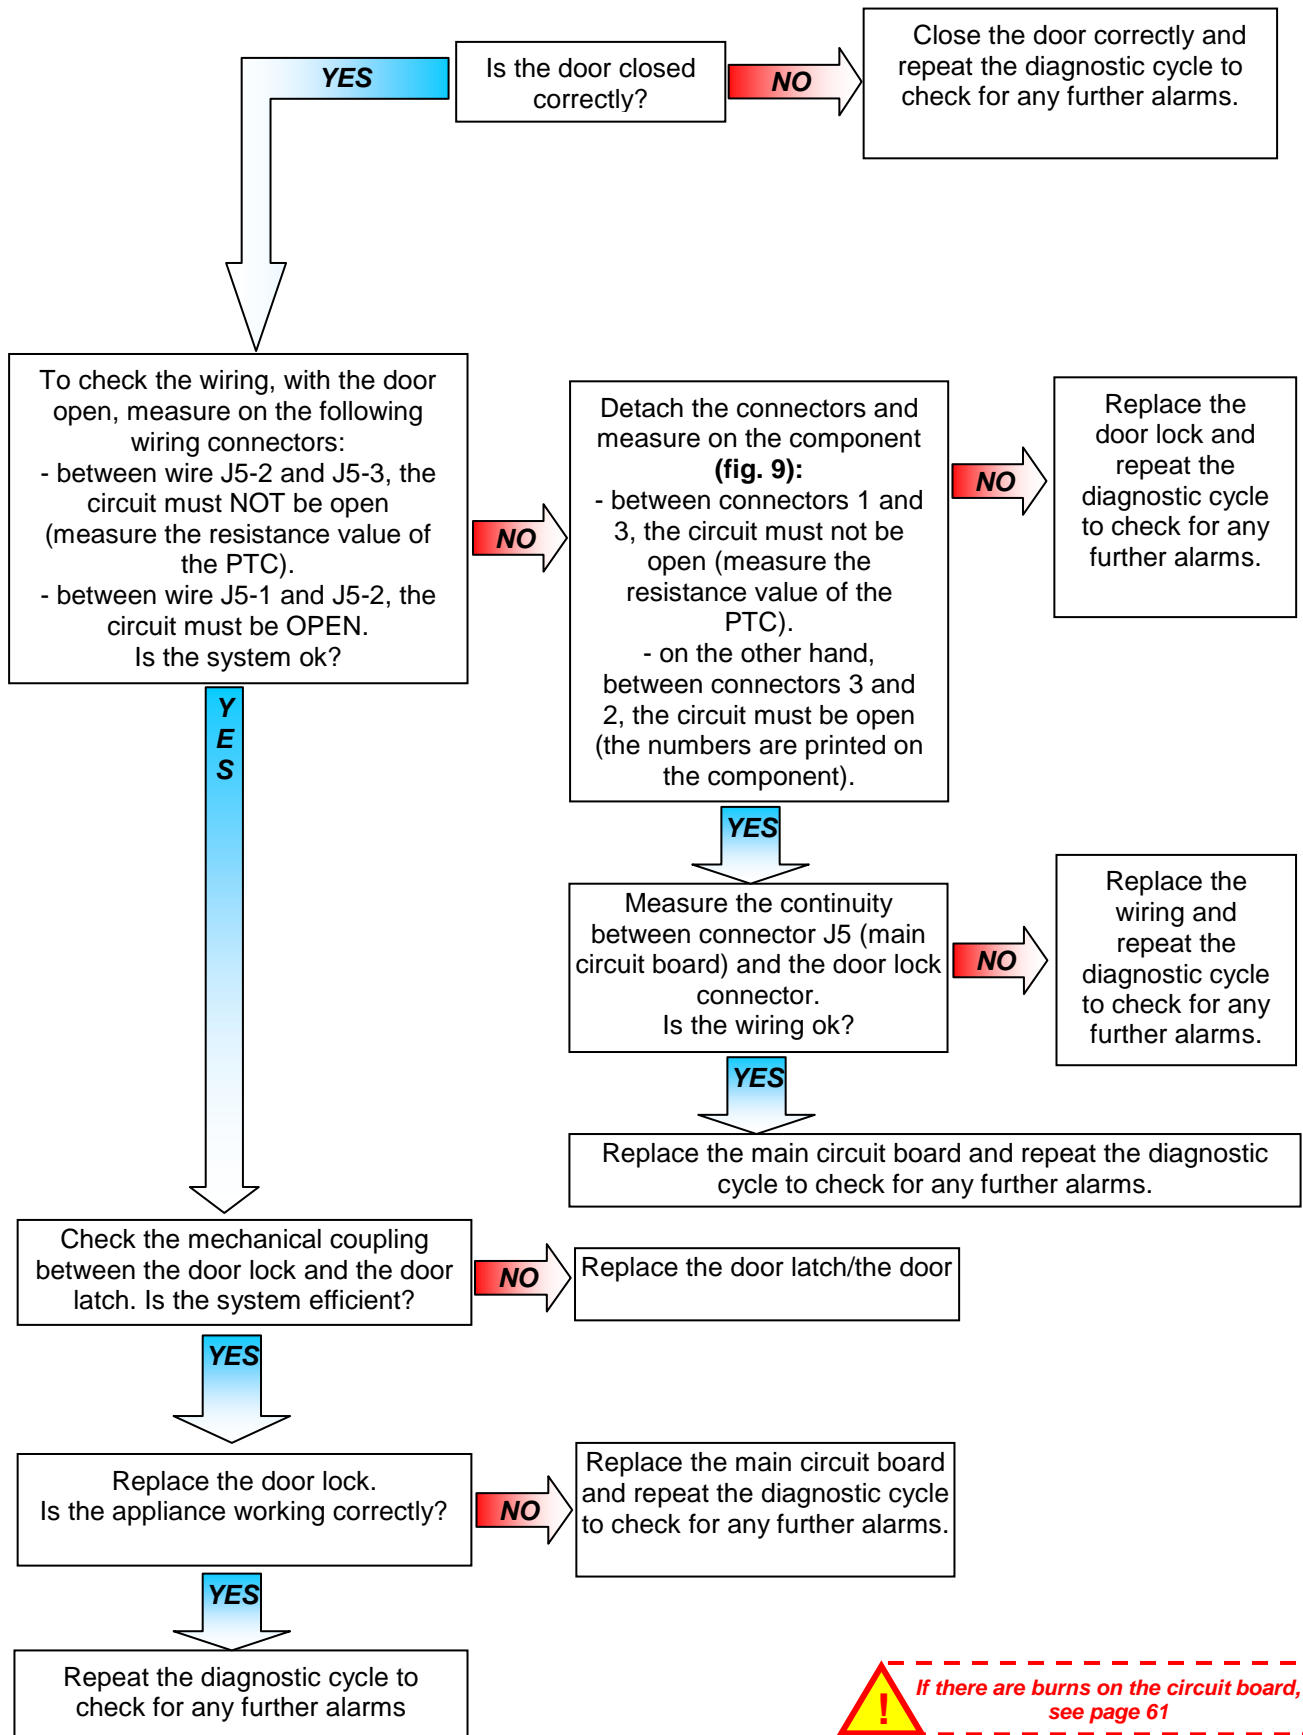 YES
Is the door closed
correctly?
NO
Close the door correctly and
repeat the diagnostic cycle to
check for any further alarms.
To check the wiring, with the door
open, measure on the following
wiring connectors:
- between wire J5-2 and J5-3, the
circuit must NOT be open
(measure the resistance value of
the PTC).
- between wire J5-1 and J5-2, the
circuit must be OPEN.
Is the system ok?
NO
Detach the connectors and
measure on the component
(fig. 9):
- between connectors 1 and
3, the circuit must not be
open (measure the
resistance value of the
PTC).
- on the other hand,
between connectors 3 and
2, the circuit must be open
(the numbers are printed on
the component).
NO
Replace the
door lock and
repeat the
diagnostic cycle
to check for any
further alarms.
Y
E
S
YES
Measure the continuity
between connector J5 (main
circuit board) and the door lock
connector.
Is the wiring ok?
NO
Replace the
wiring and
repeat the
diagnostic cycle
to check for any
further alarms.
YES
Replace the main circuit board and repeat the diagnostic
cycle to check for any further alarms.
Check the mechanical coupling
between the door lock and the door
latch. Is the system efficient?
NO
Replace the door latch/the door
YES
Replace the door lock.
Is the appliance working correctly?
NO
Replace the main circuit board
and repeat the diagnostic cycle
to check for any further alarms.
YES
Repeat the diagnostic cycle to
check for any further alarms
!
If there are burns on the circuit board,
see page 61